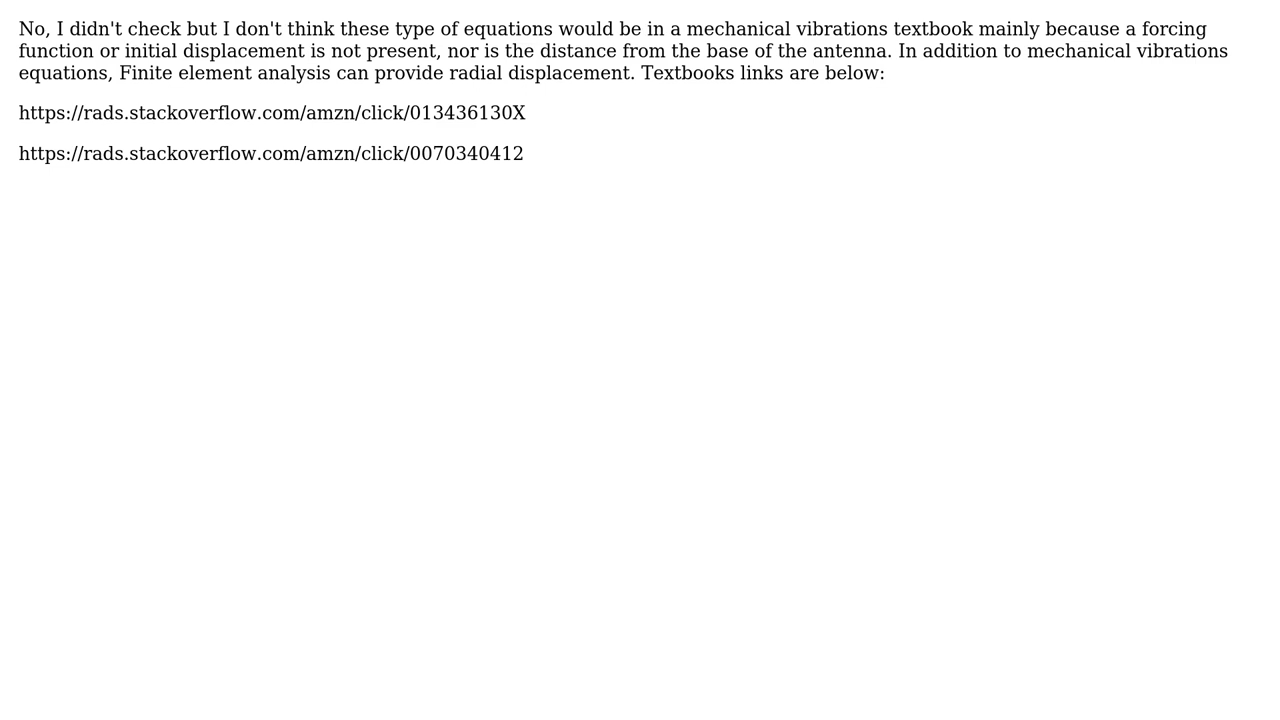 No, I didn't check but I don't think these type of equations would be in a mechanical vibrations textbook mainly because a forcing
function or initial displacement is not present, nor is the distance from the base of the antenna. In addition to mechanical vibrations
equations, Finite element analysis can provide radial displacement. Textbooks links are below:
https://rads.stackoverflow.com/amzn/click/013436130X
https://rads.stackoverflow.com/amzn/click/0070340412